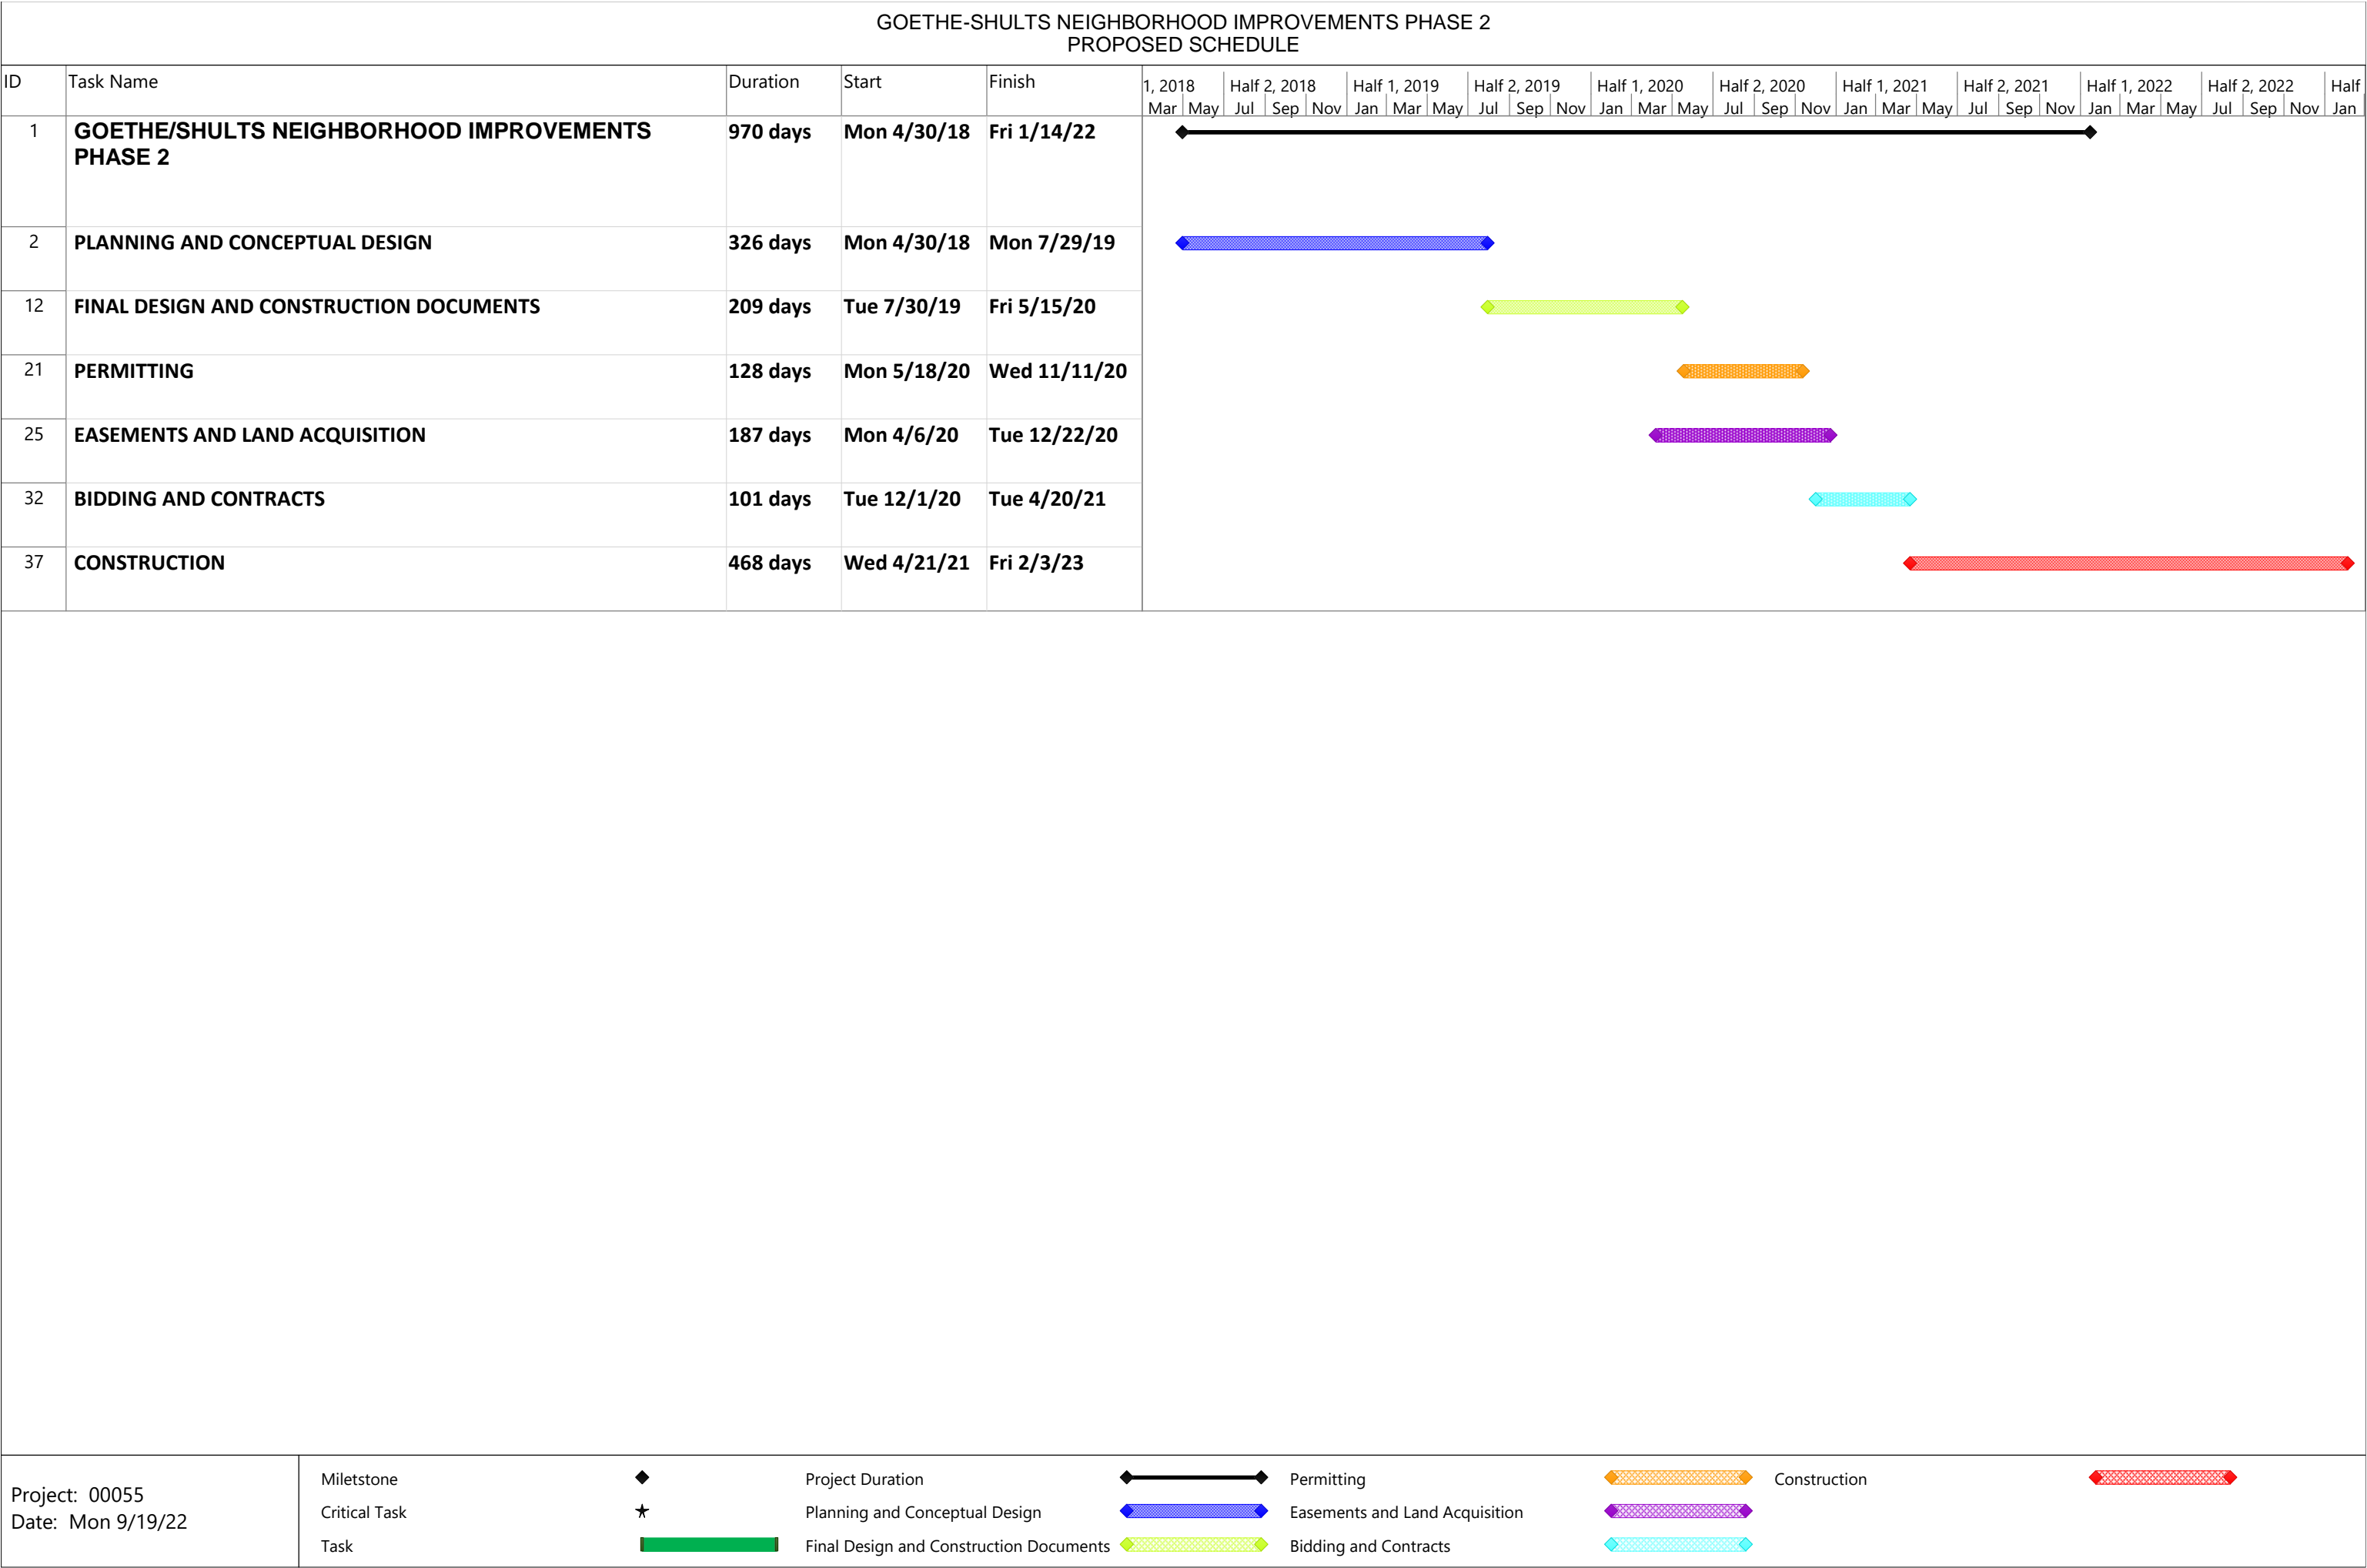 GOETHE-SHULTS NEIGHBORHOOD IMPROVEMENTS PHASE 2
PROPOSED SCHEDULE
ID Task Name Duration Start Finish
1, 2018 Half 2, 2018 Half 1, 2019 Half 2, 2019 Half 1, 2020 Half 2, 2020 Half 1, 2021 Half 2, 2021 Half 1, 2022 Half 2, 2022 Half
Mar May Jul Sep Nov Jan Mar May Jul Sep Nov Jan Mar May Jul Sep Nov Jan Mar May Jul Sep Nov Jan Mar May Jul Sep Nov Jan
1 GOETHE/SHULTS NEIGHBORHOOD IMPROVEMENTS 970 days Mon 4/30/18 Fri 1/14/22
PHASE 2
2 PLANNING AND CONCEPTUAL DESIGN 326 days Mon 4/30/18 Mon 7/29/19
12 FINAL DESIGN AND CONSTRUCTION DOCUMENTS 209 days Tue 7/30/19 Fri 5/15/20
21 PERMITTING 128 days Mon 5/18/20 Wed 11/11/20
25 EASEMENTS AND LAND ACQUISITION 187 days Mon 4/6/20 Tue 12/22/20
32 BIDDING AND CONTRACTS 101 days Tue 12/1/20 Tue 4/20/21
37 CONSTRUCTION 468 days Wed 4/21/21 Fri 2/3/23
Project: 00055
Date: Mon 9/19/22
Miletstone Project Duration Permitting Construction
Critical Task Planning and Conceptual Design Easements and Land Acquisition
Task Final Design and Construction Documents Bidding and Contracts